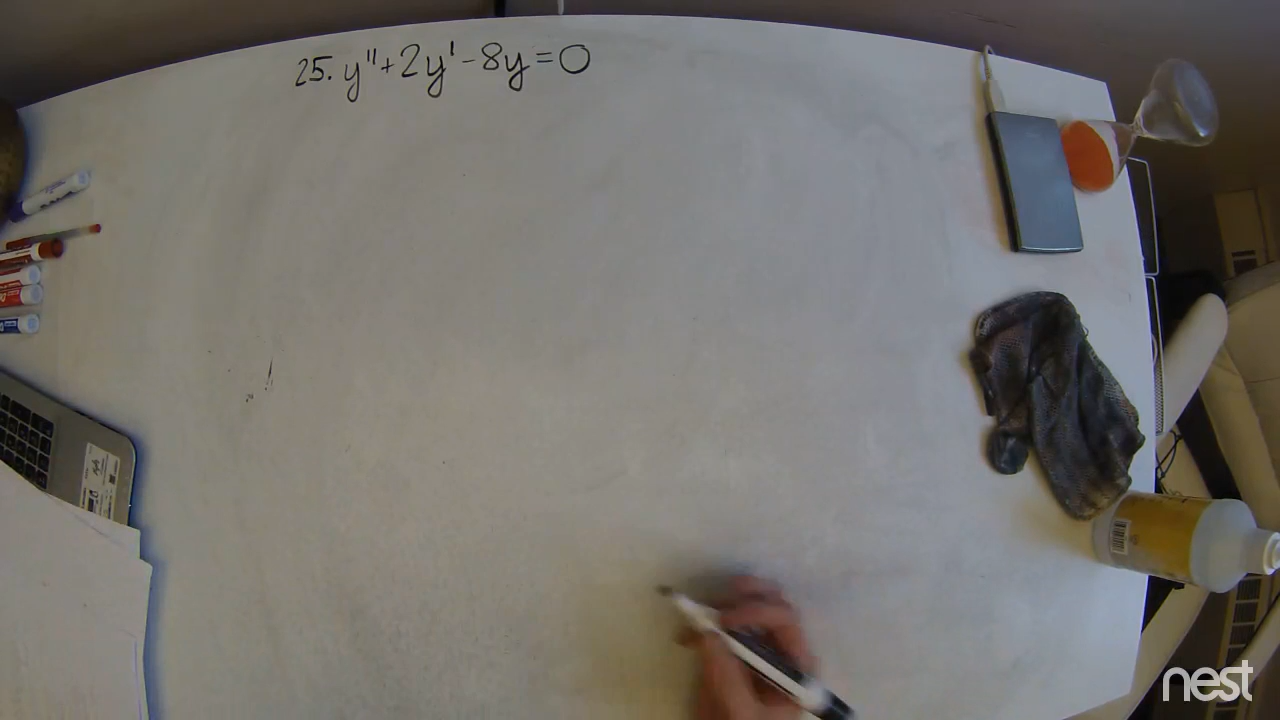 25. y'' + 2y' - 8y = 0
nest